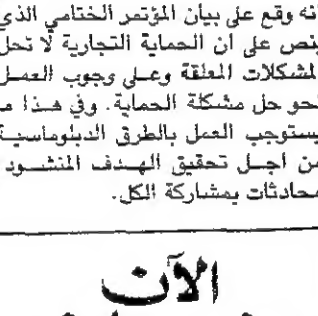 انه وقع على بيان المؤتمر الختامي الذي
ينص على ان الحماية التجارية لا تحل
المشكلات المعلقة وعلى وجوب العمل
نحو حل مشكلة الحماية. وفي هذا ما
يستوجب العمل بالطرق الدبلوماسية
من اجل تحقيق الهدف المنشود
محادثات بمشاركة الكل.
الآن